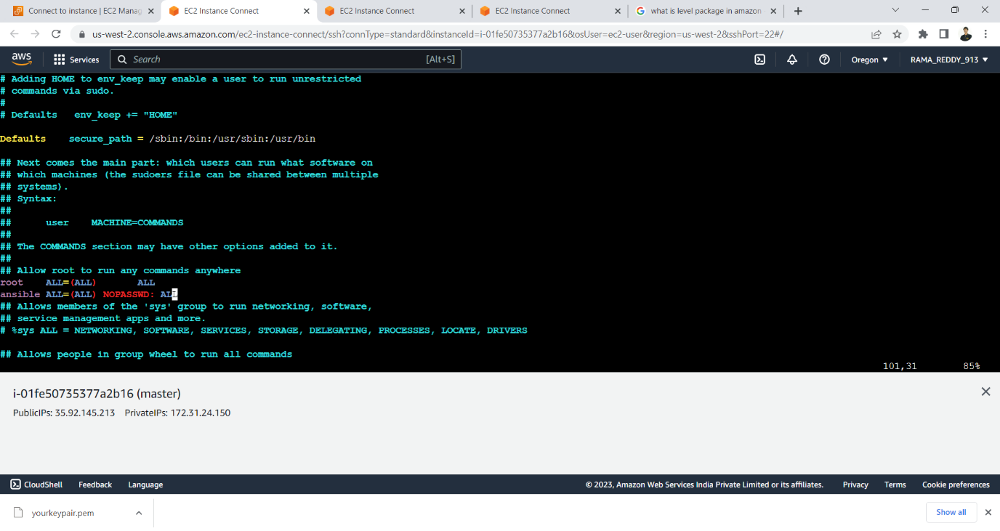 Connect to instance | EC2 Manag
EC2 Instance Connect
EC2 Instance Connect
EC2 Instance Connect
what is level package in amazon
us-west-2.console.aws.amazon.com/ec2-instance-connect/ssh?connType=standard&instanceId=i-01fe50735377a2b16&osUser=ec2-user&region=us-west-2&sshPort=22#/
aws
Services
Search
[Alt+S]
Oregon
RAMA_REDDY_913
# Adding HOME to env_keep may enable a user to run unrestricted
# commands via sudo.
#
# Defaults   env_keep += "HOME"
Defaults    secure_path = /sbin:/bin:/usr/sbin:/usr/bin
## Next comes the main part: which users can run what software on
## which machines (the sudoers file can be shared between multiple
## systems).
## Syntax:
##
##      user    MACHINE=COMMANDS
##
## The COMMANDS section may have other options added to it.
##
## Allow root to run any commands anywhere
root    ALL=(ALL)       ALL
ansible ALL=(ALL) NOPASSWD: ALL
## Allows members of the 'sys' group to run networking, software,
## service management apps and more.
# %sys ALL = NETWORKING, SOFTWARE, SERVICES, STORAGE, DELEGATING, PROCESSES, LOCATE, DRIVERS
## Allows people in group wheel to run all commands
101,31        85%
i-01fe50735377a2b16 (master)
PublicIPs: 35.92.145.213    PrivateIPs: 172.31.24.150
CloudShell
Feedback
Language
© 2023, Amazon Web Services India Private Limited or its affiliates.
Privacy
Terms
Cookie preferences
yourkeypair.pem
Show all